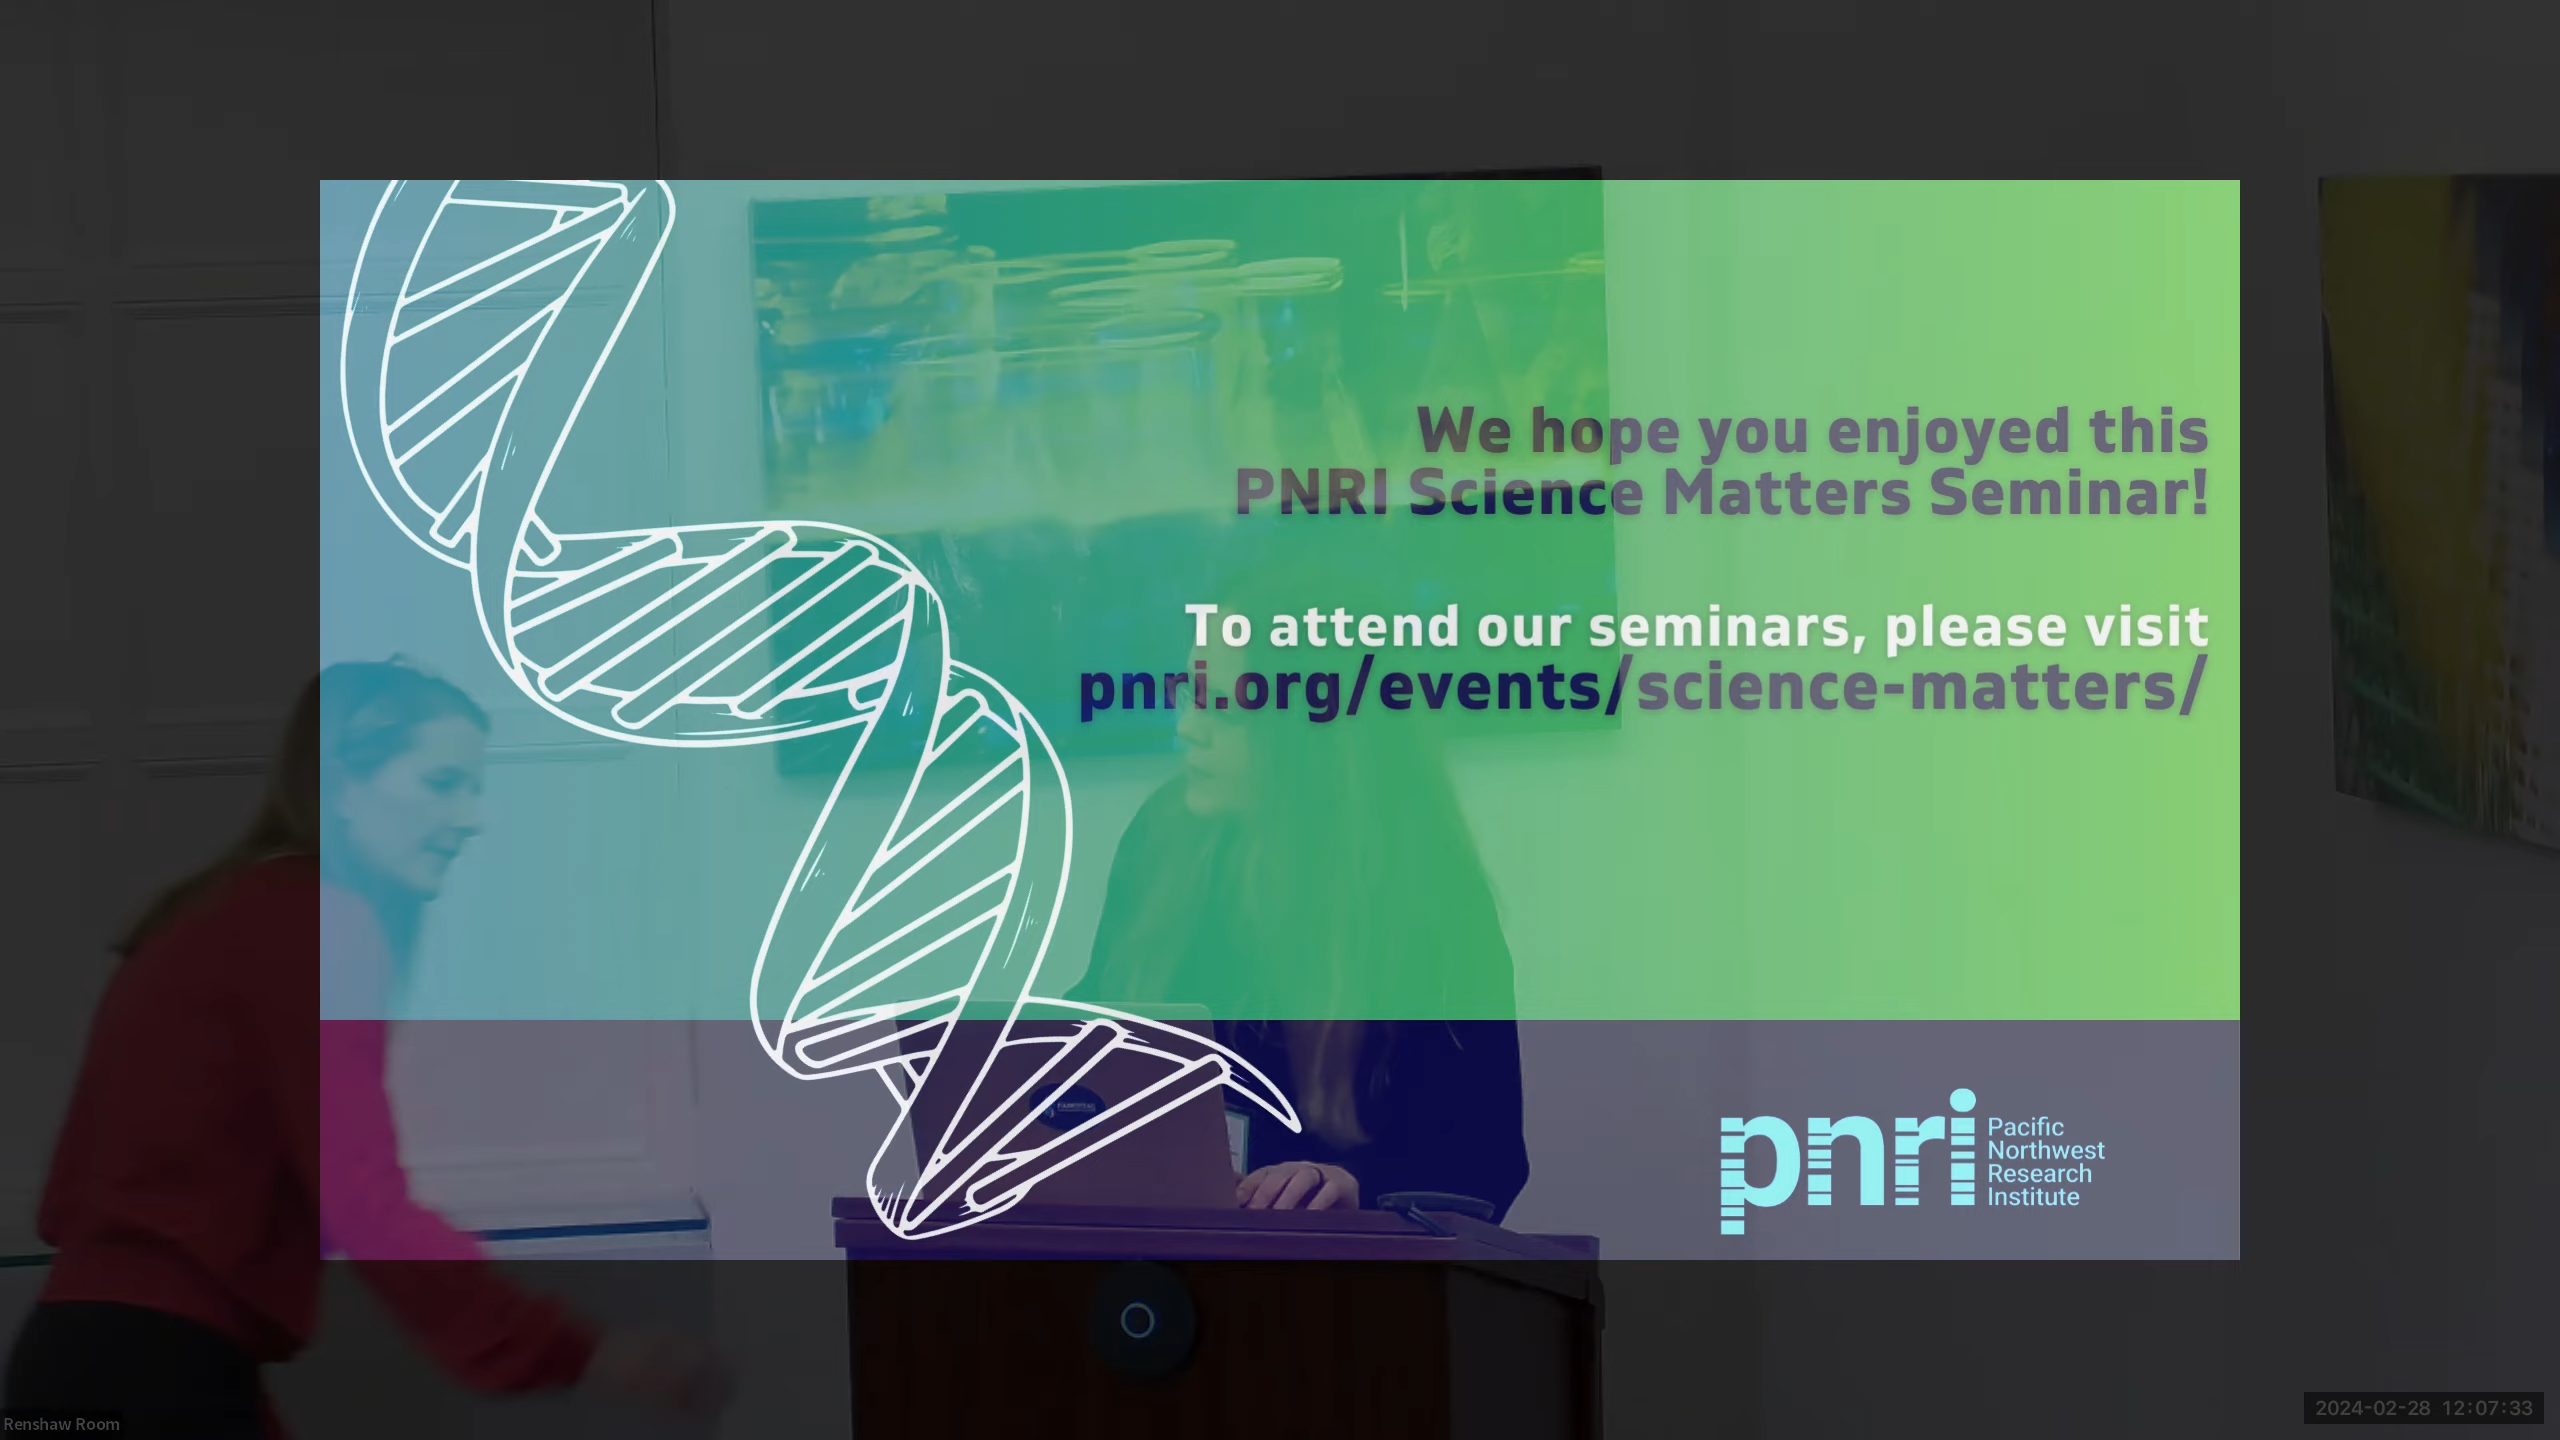 We hope you enjoyed this
PNRI Science Matters Seminar!
To attend our seminars, please visit
pnri.org/events/science-matters/
pnri
Pacific
Northwest
Research
Institute
Renshaw Room
2024-02-28 12:07:33